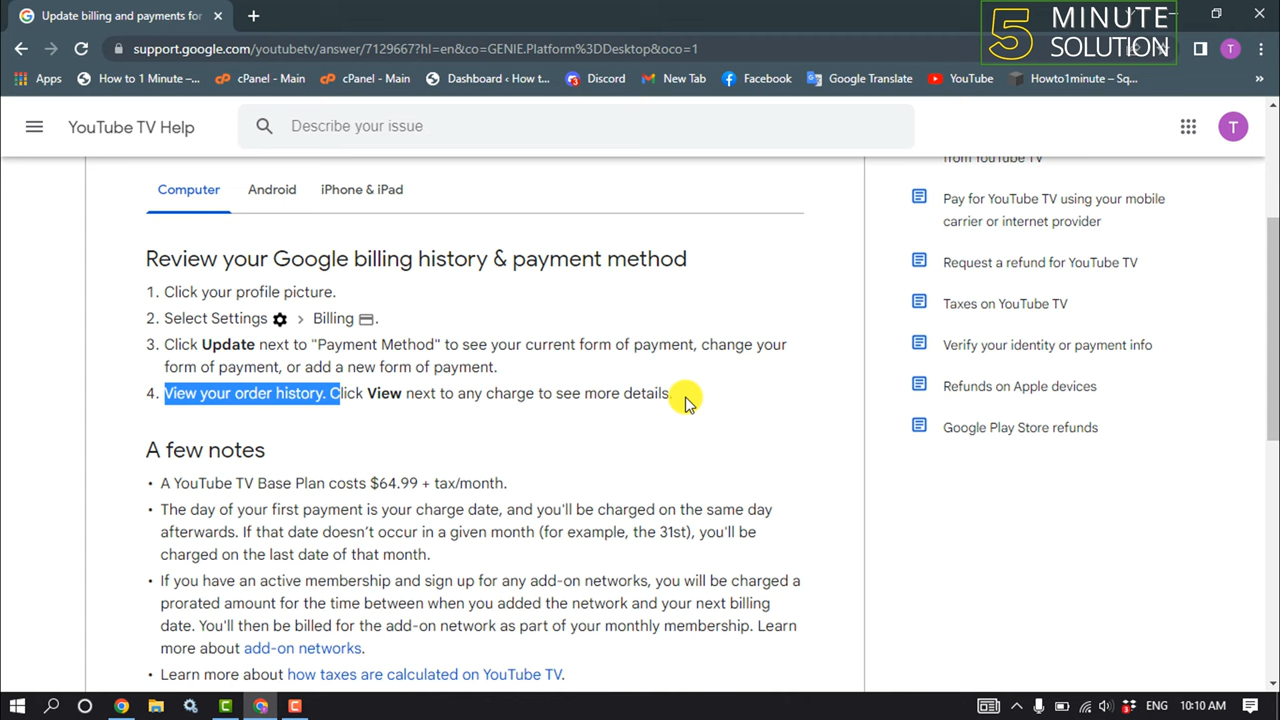 Update billing and payments for
5 MINUTE SOLUTION
support.google.com/youtubetv/answer/7129667?hl=en&co=GENIE.Platform%3DDesktop&oco=1
T
Apps
How to 1 Minute –...
cPanel - Main
cPanel - Main
Dashboard ‹ How t...
Discord
New Tab
Facebook
Google Translate
YouTube
Howto1minute – Sq...
»
YouTube TV Help
Describe your issue
T
Computer
Android
iPhone & iPad
Review your Google billing history & payment method
1. Click your profile picture.
2. Select Settings > Billing .
3. Click Update next to "Payment Method" to see your current form of payment, change your
form of payment, or add a new form of payment.
4. View your order history. Click View next to any charge to see more details.
A few notes
• A YouTube TV Base Plan costs $64.99 + tax/month.
• The day of your first payment is your charge date, and you'll be charged on the same day
afterwards. If that date doesn’t occur in a given month (for example, the 31st), you'll be
charged on the last date of that month.
• If you have an active membership and sign up for any add-on networks, you will be charged a
prorated amount for the time between when you added the network and your next billing
date. You'll then be billed for the add-on network as part of your monthly membership. Learn
more about add-on networks.
• Learn more about how taxes are calculated on YouTube TV.
from YouTube TV
Pay for YouTube TV using your mobile
carrier or internet provider
Request a refund for YouTube TV
Taxes on YouTube TV
Verify your identity or payment info
Refunds on Apple devices
Google Play Store refunds
ENG
10:10 AM